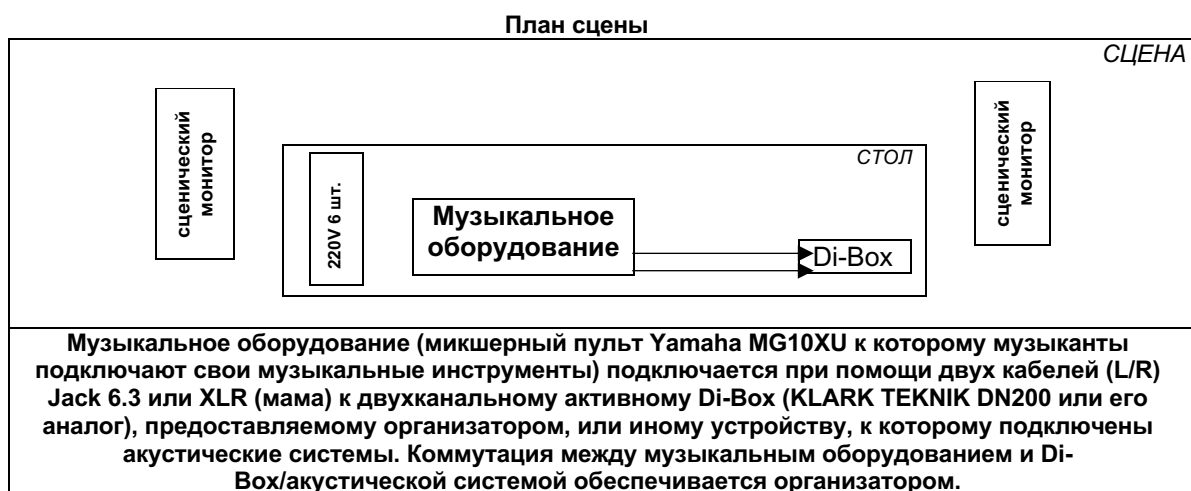 План сцены
СЦЕНА
сценический
монитор
220V 6 шт.
Музыкальное
оборудование
СТОЛ
Di-Box
сценический
монитор
Музыкальное оборудование (микшерный пульт Yamaha MG10XU к которому музыканты
подключают свои музыкальные инструменты) подключается при помощи двух кабелей (L/R)
Jack 6.3 или XLR (мама) к двухканальному активному Di-Box (KLARK TEKNIK DN200 или его
аналог), предоставляемому организатором, или иному устройству, к которому подключены
акустические системы. Коммутация между музыкальным оборудованием и Di-
Box/акустической системой обеспечивается организатором.